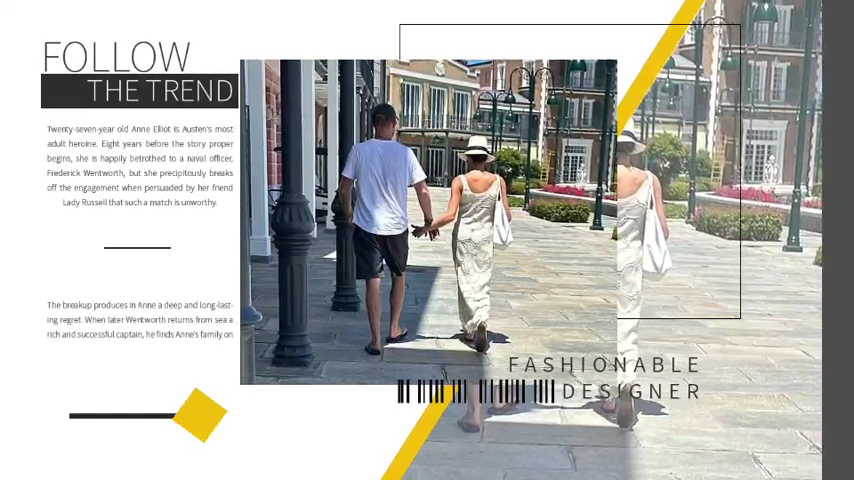 FOLLOW
THE TREND
Twenty-seven-year old Anne Elliot is Austen's most
adult heroine. Eight years before the story proper
begins, she is happily betrothed to a naval officer,
Frederick Wentworth, but she precipitously breaks
off the engagement when persuaded by her friend
Lady Russell that such a match is unworthy.
The breakup produces in Anne a deep and long-last-
ing regret. When later Wentworth returns from sea a
rich and successful captain, he finds Anne's family on
FASHIONABLE
DESIGNER